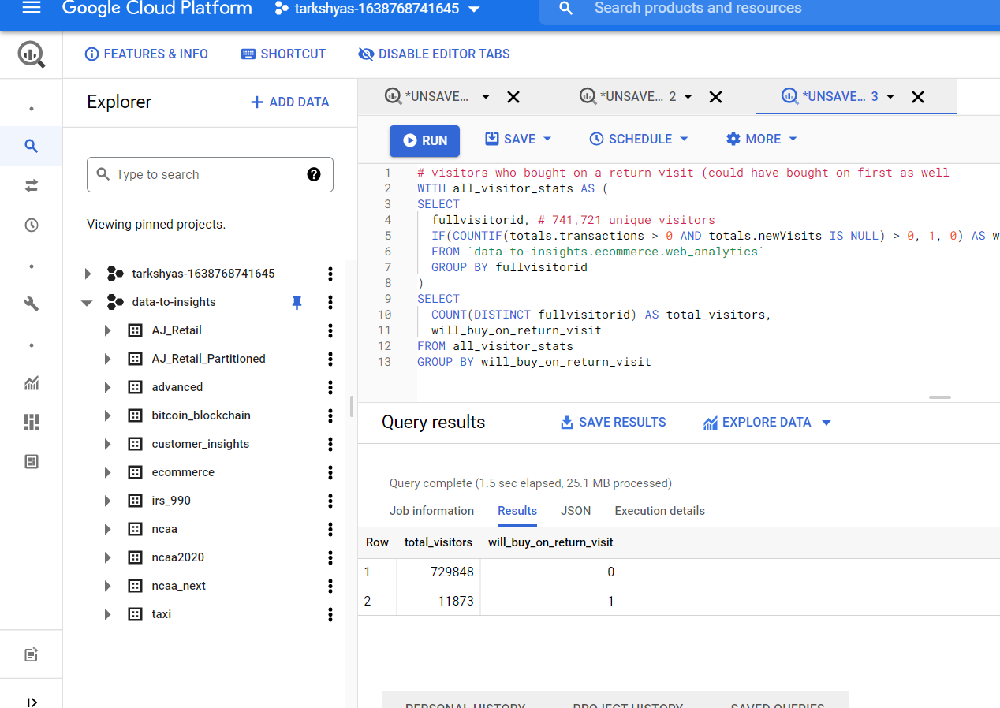 Google Cloud Platform
tarkshyas-1638768741645
Search products and resources
FEATURES & INFO
SHORTCUT
DISABLE EDITOR TABS
Explorer
ADD DATA
Type to search
Viewing pinned projects.
tarkshyas-1638768741645
data-to-insights
AJ_Retail
AJ_Retail_Partitioned
advanced
bitcoin_blockchain
customer_insights
ecommerce
irs_990
ncaa
ncaa2020
ncaa_next
taxi
*UNSAVE…
*UNSAVE… 2
*UNSAVE… 3
RUN
SAVE
SCHEDULE
MORE
1 # visitors who bought on a return visit (could have bought on first as well
2 WITH all_visitor_stats AS (
3 SELECT
4 fullvisitorid, # 741,721 unique visitors
5 IF(COUNTIF(totals.transactions > 0 AND totals.newVisits IS NULL) > 0, 1, 0) AS w
6 FROM `data-to-insights.ecommerce.web_analytics`
7 GROUP BY fullvisitorid
8 )
9 SELECT
10 COUNT(DISTINCT fullvisitorid) AS total_visitors,
11 will_buy_on_return_visit
12 FROM all_visitor_stats
13 GROUP BY will_buy_on_return_visit
Query results
SAVE RESULTS
EXPLORE DATA
Query complete (1.5 sec elapsed, 25.1 MB processed)
Job information Results JSON Execution details
Row total_visitors will_buy_on_return_visit
1 729848 0
2 11873 1
PERSONAL HISTORY PROJECT HISTORY SAVED QUERIES